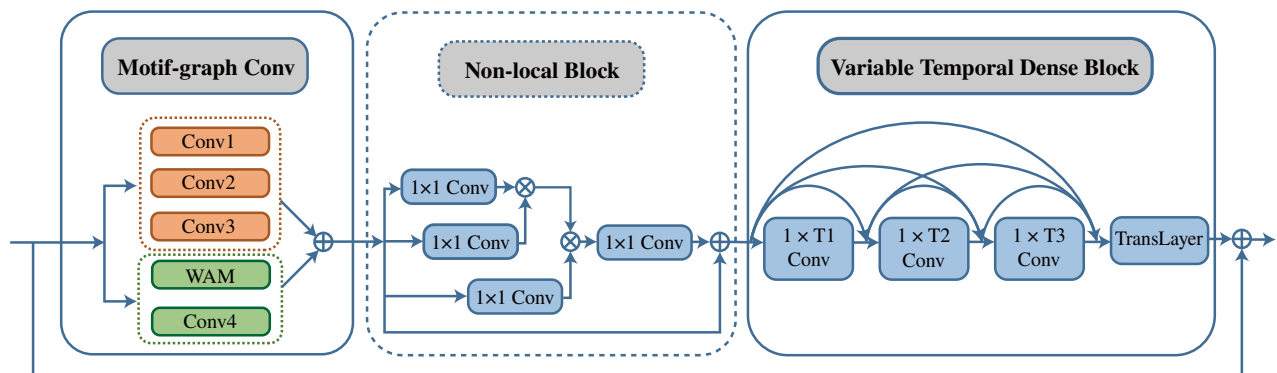 Motif-graph Conv
Non-local Block
Variable Temporal Dense Block
Conv1
Conv2
Conv3
WAM
Conv4
1×1 Conv
1×1 Conv
1×1 Conv
1×1 Conv
1 × T1
Conv
1 × T2
Conv
1 × T3
Conv
TransLayer